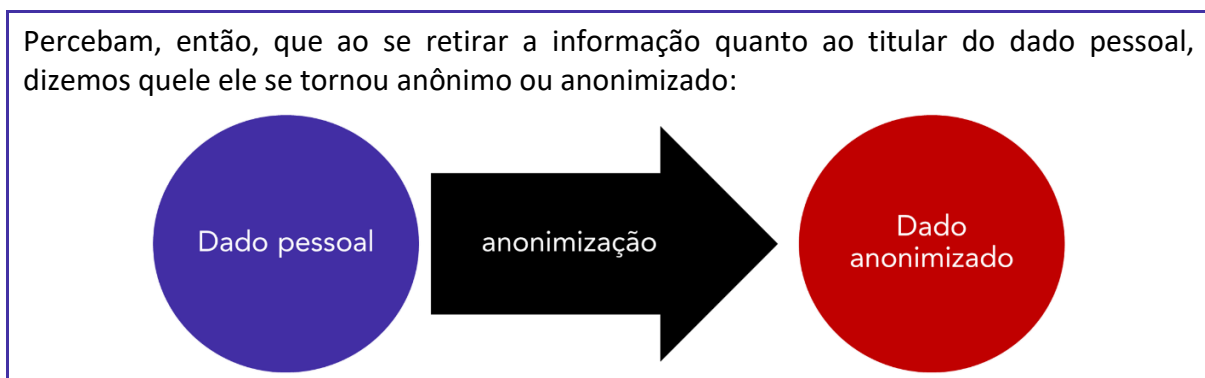 Percebam, então, que ao se retirar a informação quanto ao titular do dado pessoal,
dizemos quele ele se tornou anônimo ou anonimizado:
Dado pessoal
anonimização
Dado
anonimizado